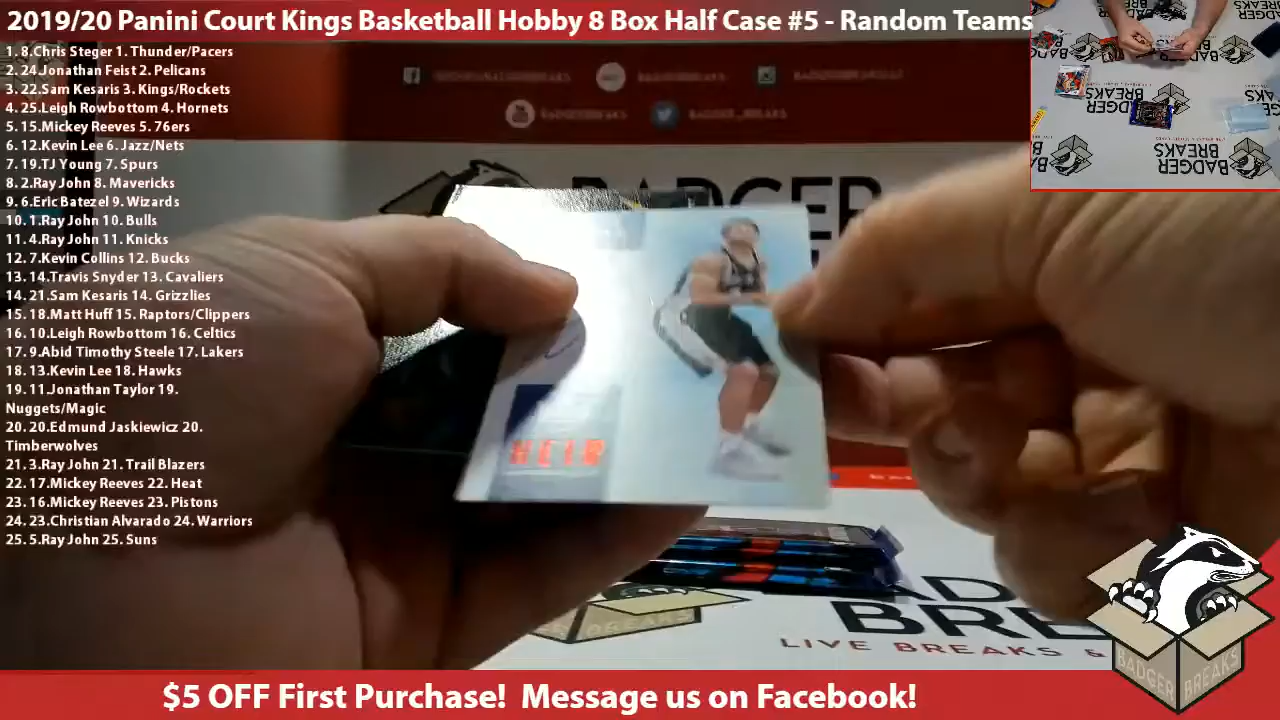 2019/20 Panini Court Kings Basketball Hobby 8 Box Half Case #5 - Random Teams
1. 8.Chris Steger 1. Thunder/Pacers
2. 24.Jonathan Feist 2. Pelicans
3. 22.Sam Kesaris 3. Kings/Rockets
4. 25.Leigh Rowbottom 4. Hornets
5. 15.Mickey Reeves 5. 76ers
6. 12.Kevin Lee 6. Jazz/Nets
7. 19.TJ Young 7. Spurs
8. 2.Ray John 8. Mavericks
9. 6.Eric Batezel 9. Wizards
10. 1.Ray John 10. Bulls
11. 4.Ray John 11. Knicks
12. 7.Kevin Collins 12. Bucks
13. 14.Travis Snyder 13. Cavaliers
14. 21.Sam Kesaris 14. Grizzlies
15. 18.Matt Huff 15. Raptors/Clippers
16. 10.Leigh Rowbottom 16. Celtics
17. 9.Abid Timothy Steele 17. Lakers
18. 13.Kevin Lee 18. Hawks
19. 11.Jonathan Taylor 19.
Nuggets/Magic
20. 20.Edmund Jaskiewicz 20.
Timberwolves
21. 3.Ray John 21. Trail Blazers
22. 17.Mickey Reeves 22. Heat
23. 16.Mickey Reeves 23. Pistons
24. 23.Christian Alvarado 24. Warriors
25. 5.Ray John 25. Suns
BADGER
BREAKS
HEIR
LIVE BREAKS &
BADGER BREAKS
$5 OFF First Purchase! Message us on Facebook!